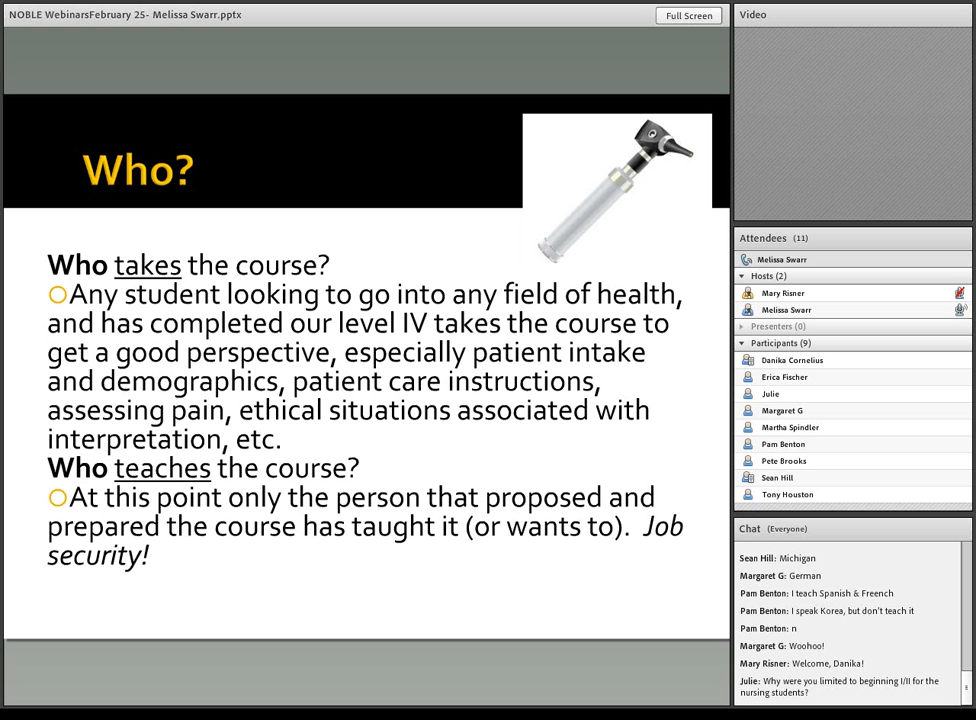 NOBLE WebinarsFebruary 25- Melissa Swarr.pptx
Full Screen
Who?
Who takes the course?
Any student looking to go into any field of health,
and has completed our level IV takes the course to
get a good perspective, especially patient intake
and demographics, patient care instructions,
assessing pain, ethical situations associated with
interpretation, etc.
Who teaches the course?
At this point only the person that proposed and
prepared the course has taught it (or wants to). Job
security!
Video
Attendees (11)
Melissa Swarr
Hosts (2)
Mary Risner
Melissa Swarr
Presenters (0)
Participants (9)
Danika Cornelius
Erica Fischer
Julie
Margaret G
Martha Spindler
Pam Benton
Pete Brooks
Sean Hill
Tony Houston
Chat (Everyone)
Sean Hill: Michigan
Margaret G: German
Pam Benton: I teach Spanish & Freench
Pam Benton: I speak Korea, but don't teach it
Pam Benton: n
Margaret G: Woohoo!
Mary Risner: Welcome, Danika!
Julie: Why were you limited to beginning I/II for the
nursing students?